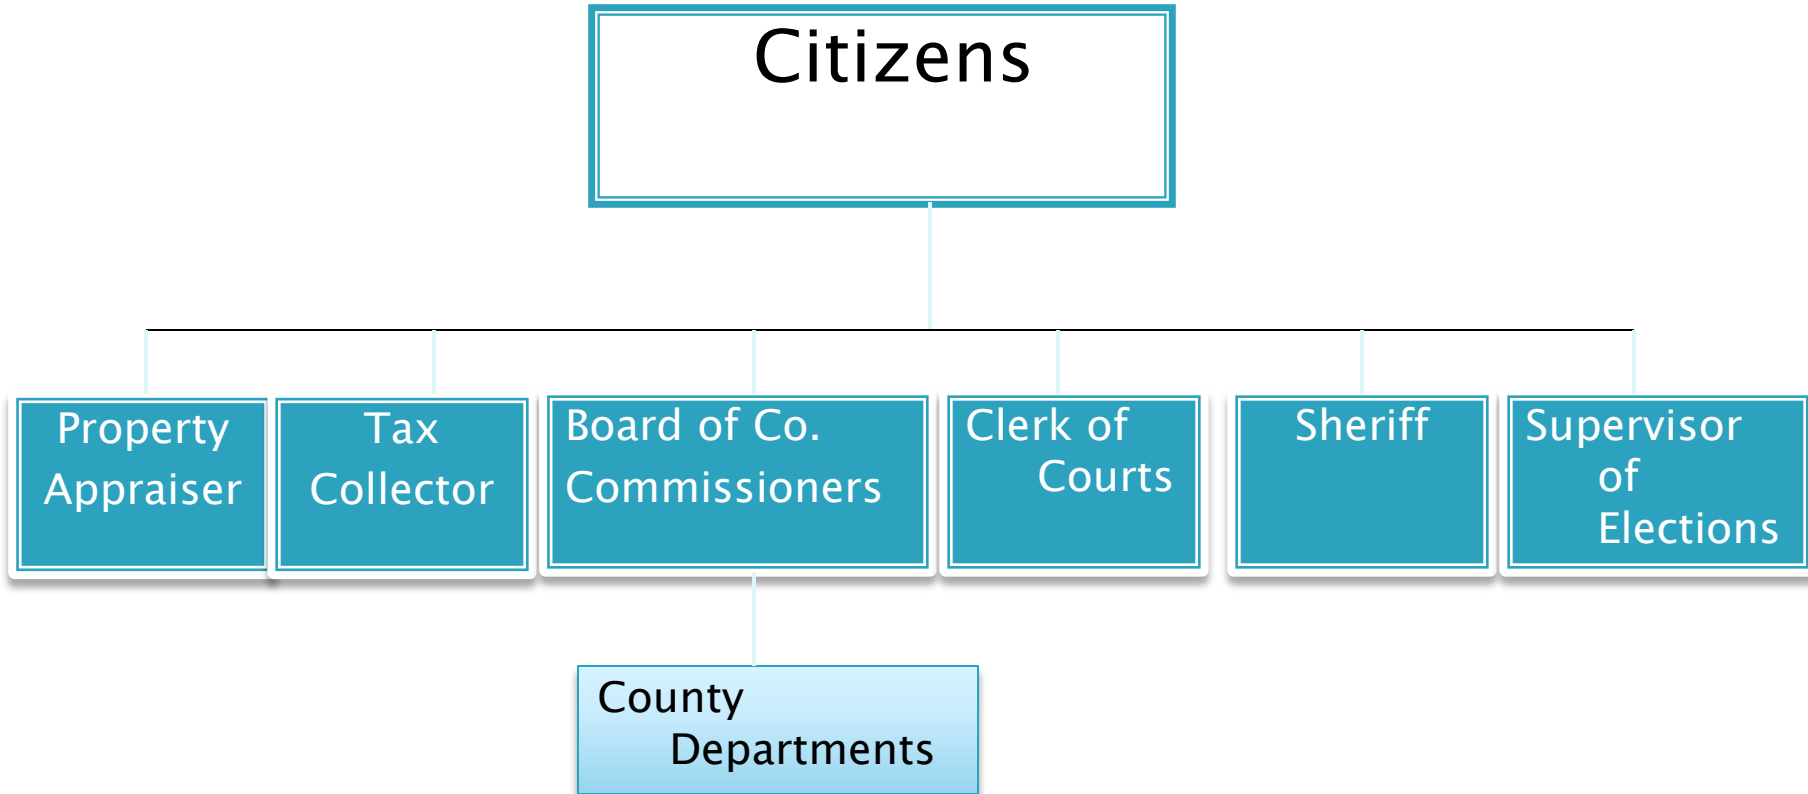 Citizens
Property
Appraiser
Tax
Collector
Board of Co.
Commissioners
Clerk of
Courts
Sheriff
Supervisor
of
Elections
County
Departments